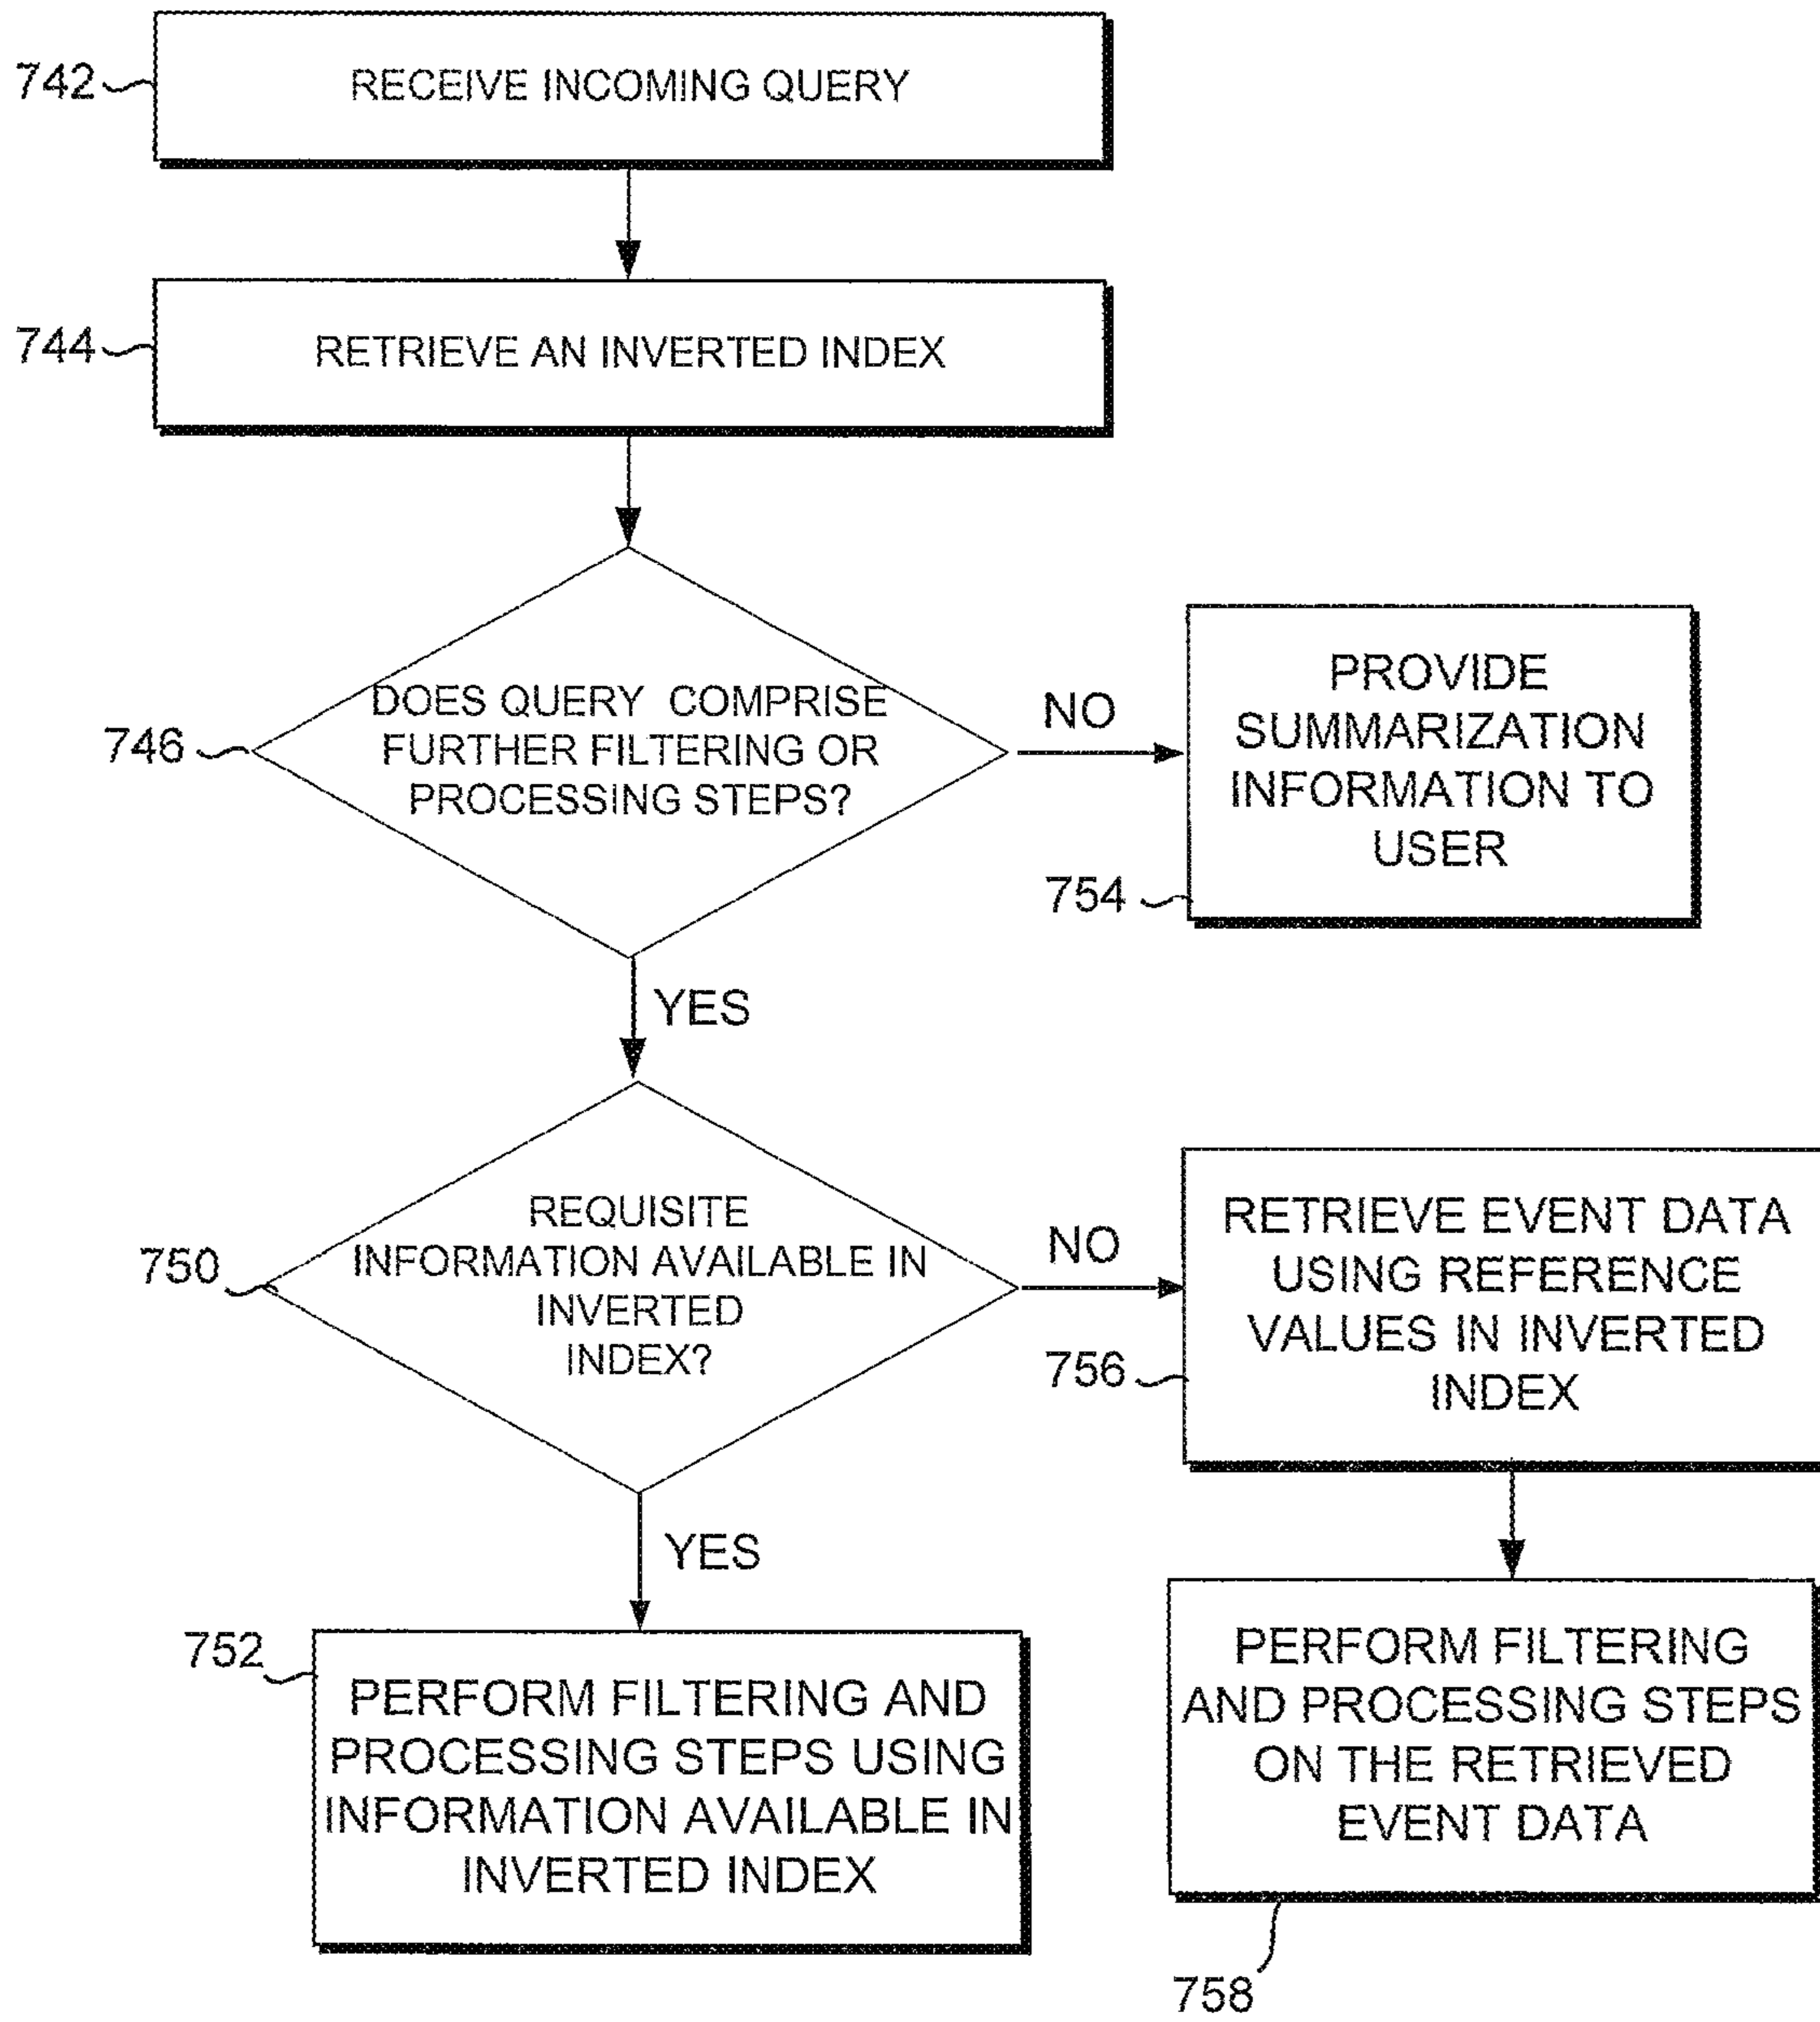 742
RECEIVE INCOMING QUERY
744
RETRIEVE AN INVERTED INDEX
746
DOES QUERY COMPRISE
FURTHER FILTERING OR
PROCESSING STEPS?
NO
PROVIDE
SUMMARIZATION
INFORMATION TO
USER
754
YES
750
REQUISITE
INFORMATION AVAILABLE IN
INVERTED
INDEX?
NO
RETRIEVE EVENT DATA
USING REFERENCE
VALUES IN INVERTED
INDEX
756
YES
752
PERFORM FILTERING AND
PROCESSING STEPS USING
INFORMATION AVAILABLE IN
INVERTED INDEX
PERFORM FILTERING
AND PROCESSING STEPS
ON THE RETRIEVED
EVENT DATA
758